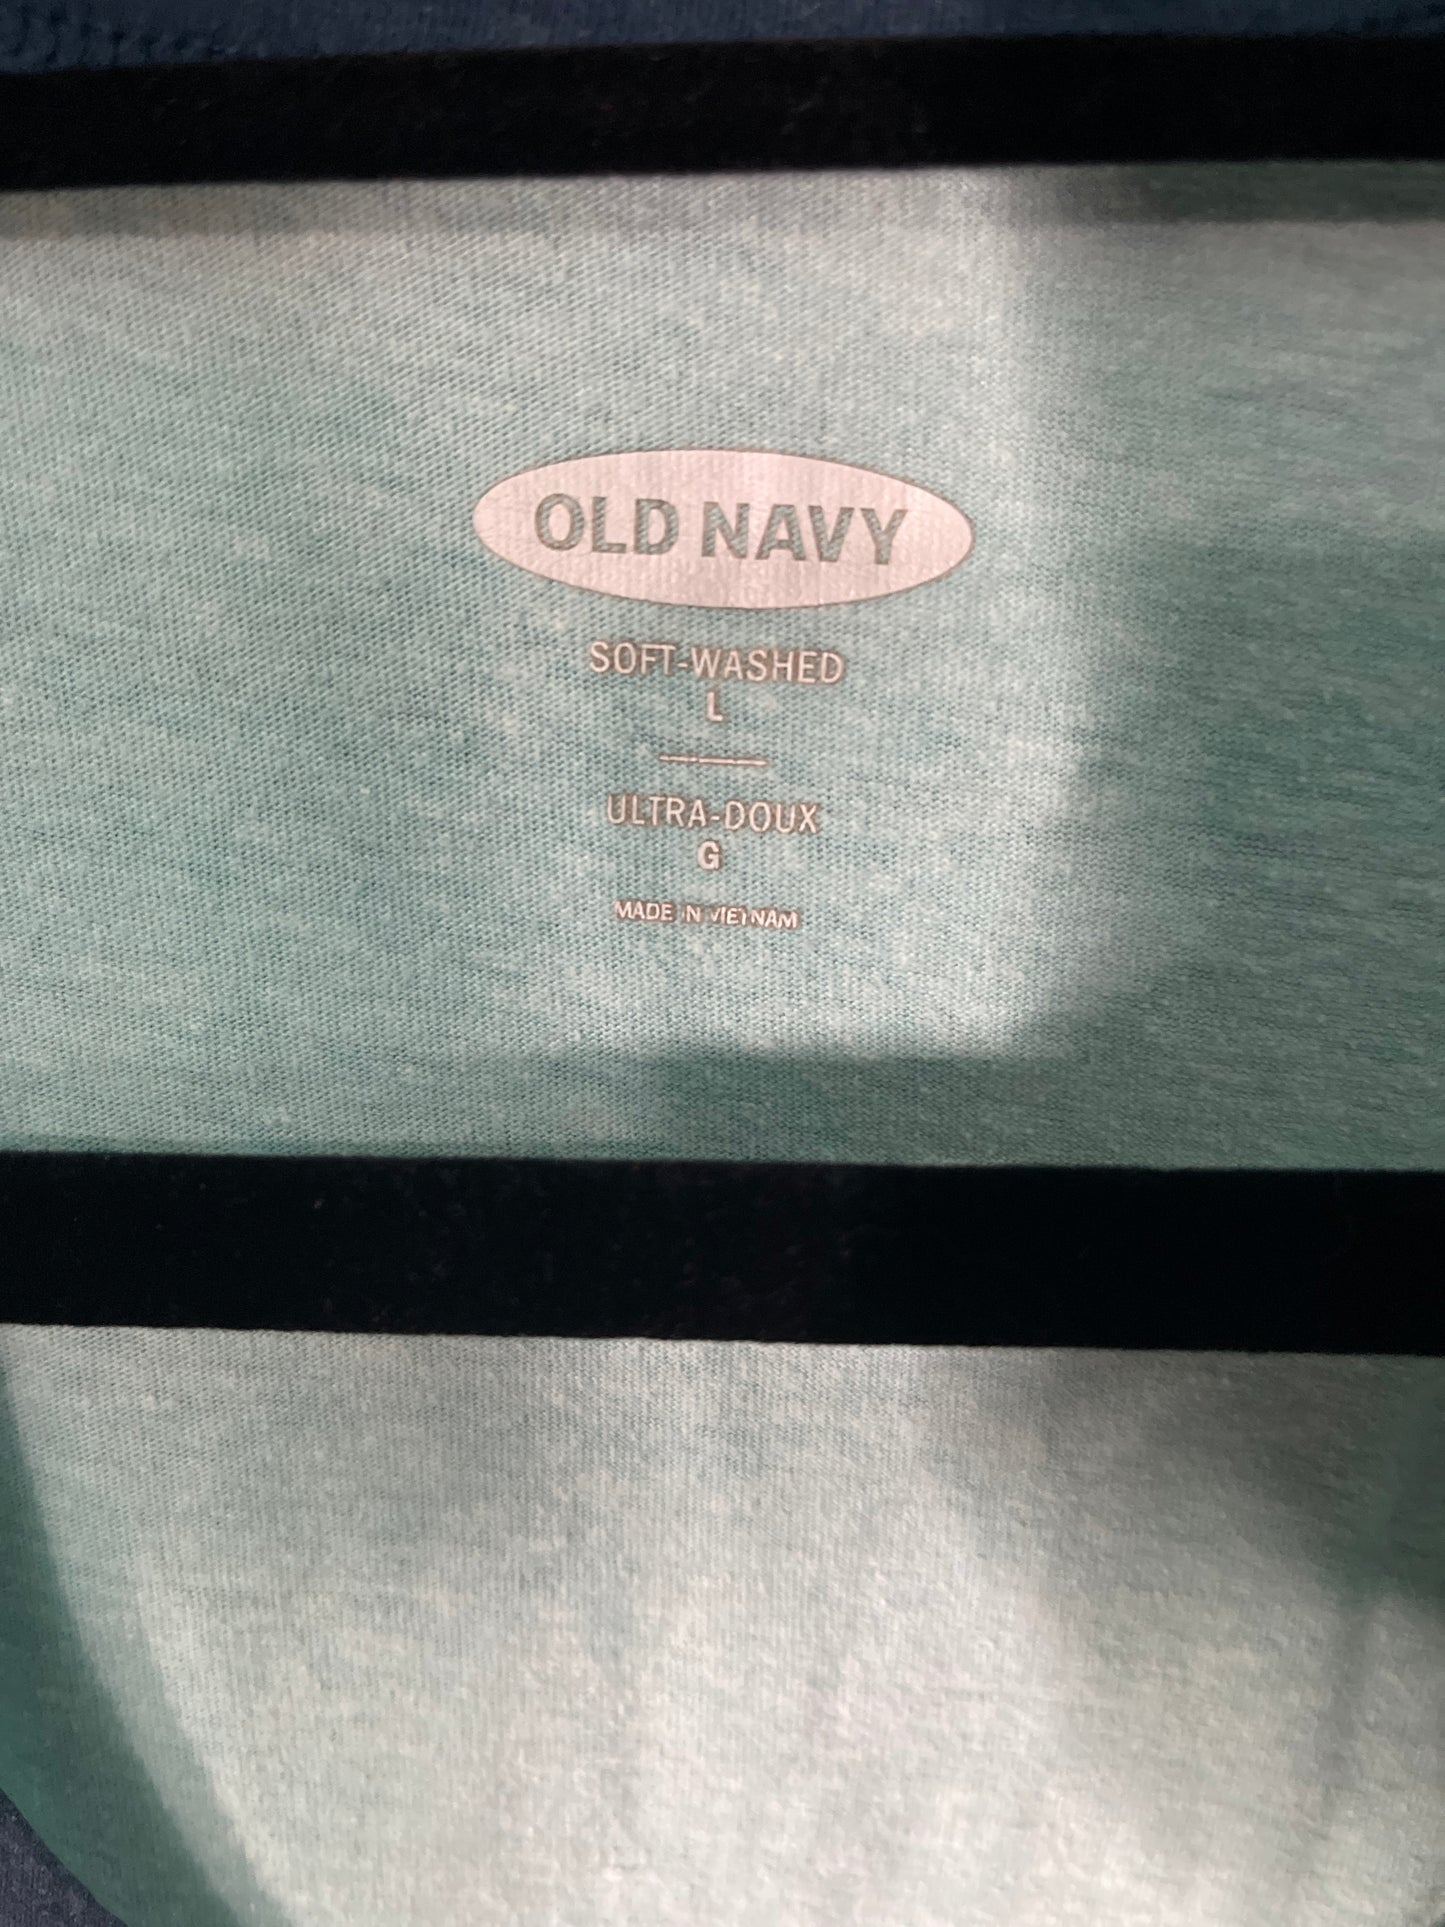 OLD NAVY
SOFT-WASHED
L
ULTRA-DOUX
G
MADE IN VIETNAM